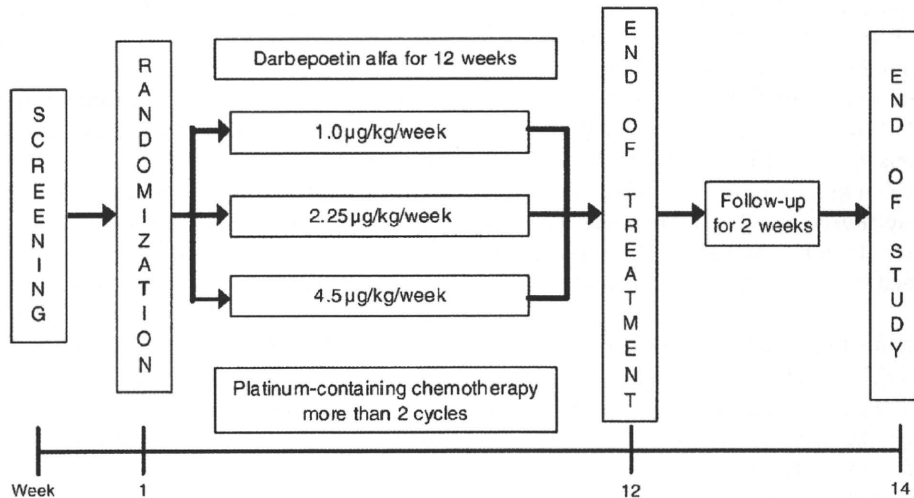 SCREENING
RANDOMIZATION
Darbepoetin alfa for 12 weeks
1.0µg/kg/week
2.25µg/kg/week
4.5µg/kg/week
Platinum-containing chemotherapy
more than 2 cycles
END OF TREATMENT
Follow-up
for 2 weeks
END OF STUDY
Week 1 12 14